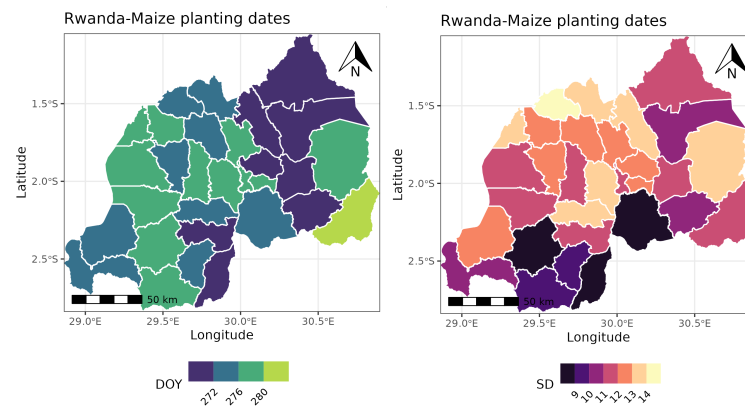 Rwanda-Maize planting dates
N
1.5°S
2.0°S
2.5°S
Latitude
50 km
29.0°E 29.5°E 30.0°E 30.5°E
Longitude
DOY
272 276 280
Rwanda-Maize planting dates
N
1.5°S
2.0°S
2.5°S
Latitude
50 km
29.0°E 29.5°E 30.0°E 30.5°E
Longitude
SD
9 10 11 12 13 14